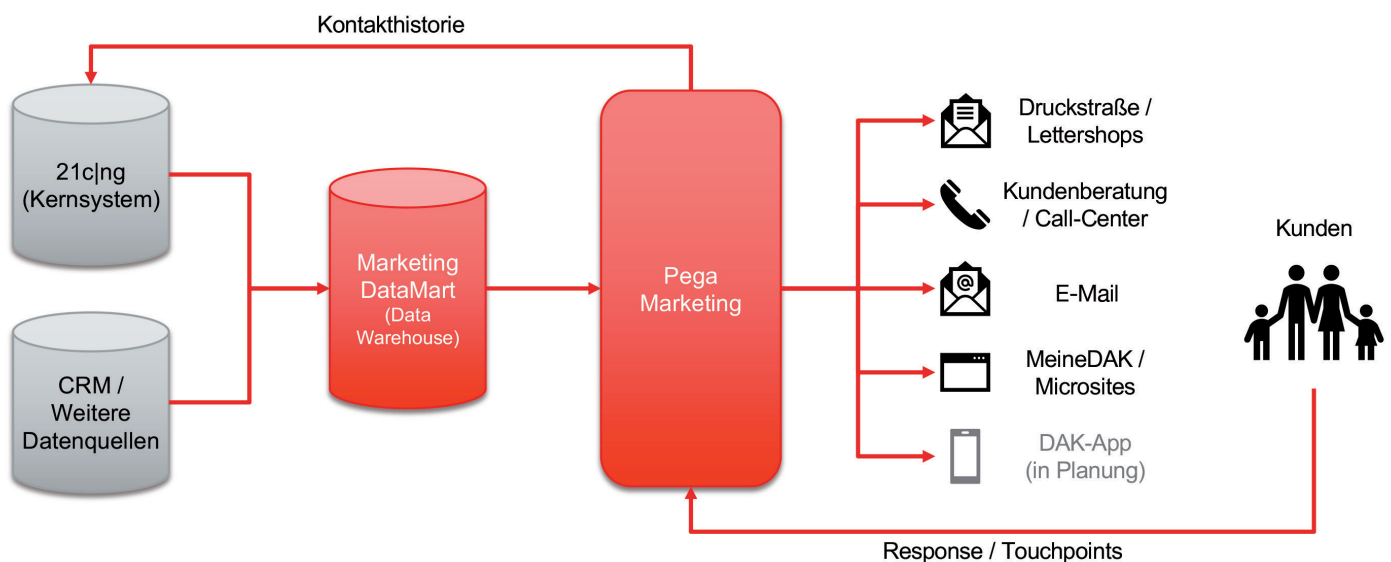 Kontakthistorie
21c|ng
(Kernsystem)
CRM /
Weitere
Datenquellen
Marketing
DataMart
(Data
Warehouse)
Pega
Marketing
Druckstraße /
Lettershops
Kundenberatung
/ Call-Center
@
E-Mail
MeineDAK /
Microsites
DAK-App
(in Planung)
Kunden
Response / Touchpoints